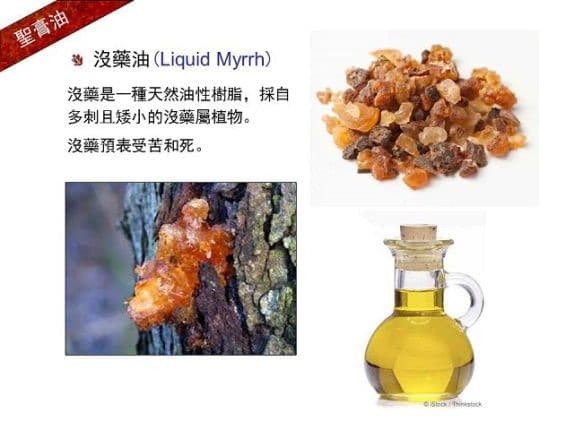 聖膏油
沒藥油(Liquid Myrrh)
沒藥是一種天然油性樹脂，採自
多刺且矮小的沒藥屬植物。
沒藥預表受苦和死。
© iStock / Thinkstock